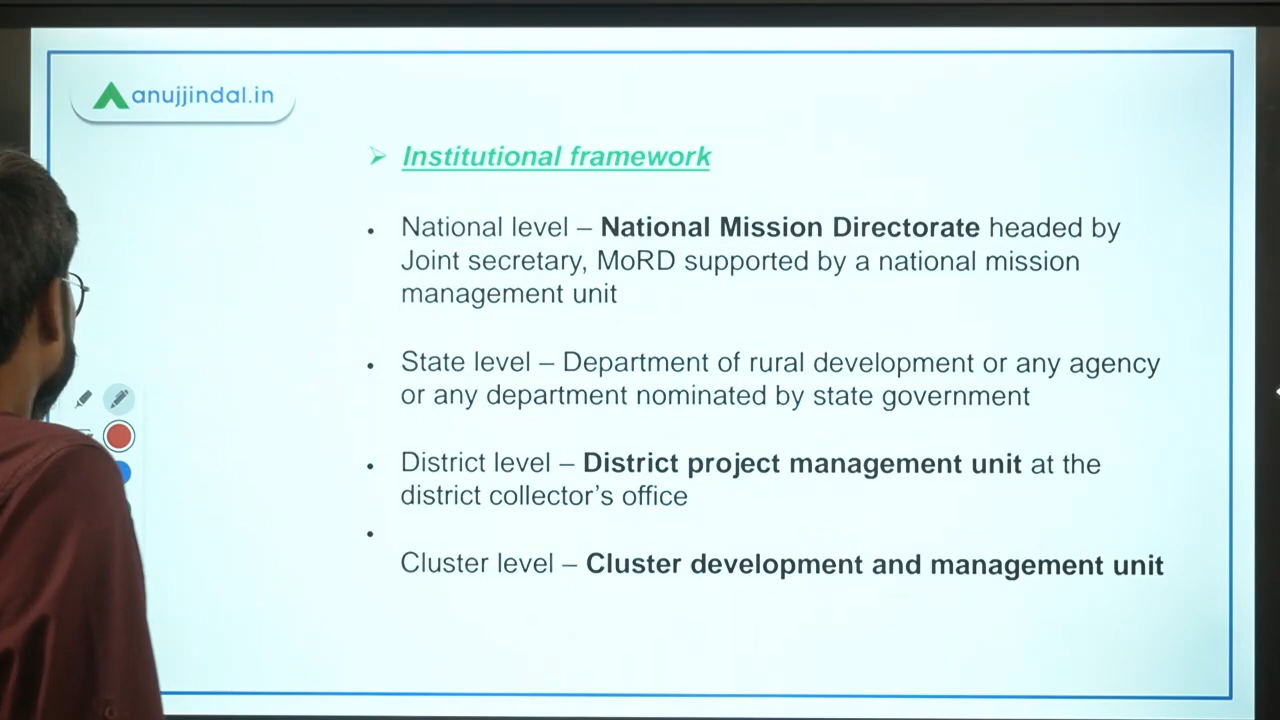 anujjindal.in
Institutional framework
National level – National Mission Directorate headed by
Joint secretary, MoRD supported by a national mission
management unit
State level – Department of rural development or any agency
or any department nominated by state government
District level – District project management unit at the
district collector's office
Cluster level – Cluster development and management unit